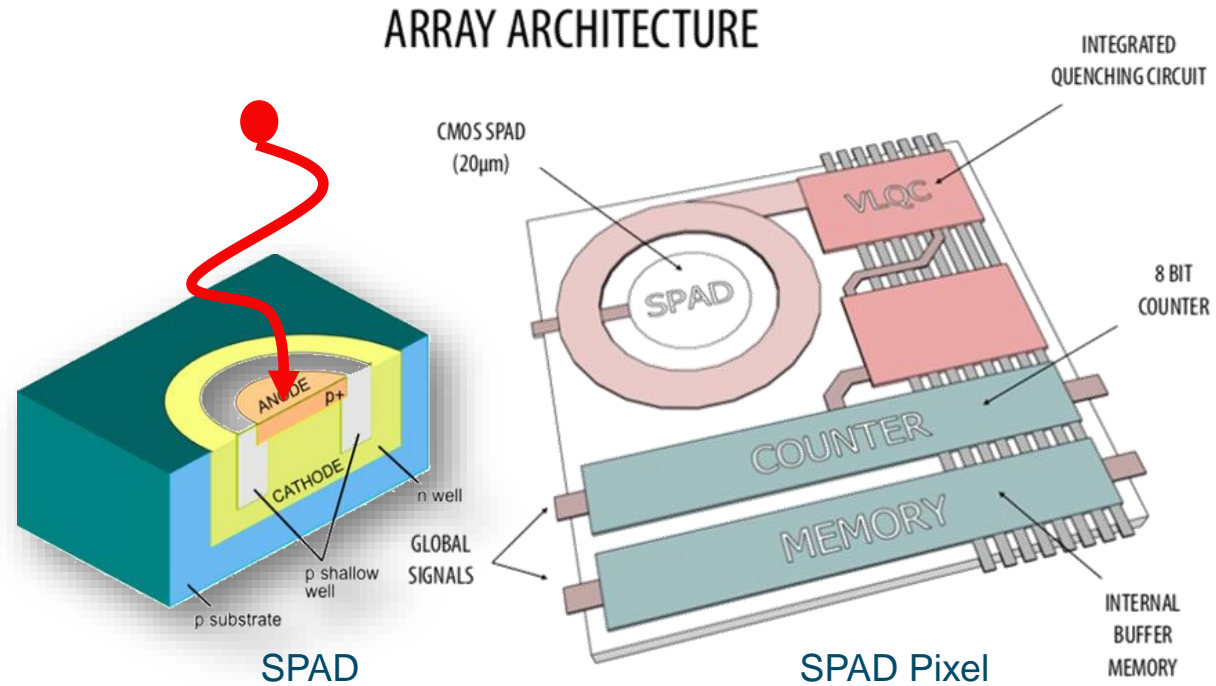 ARRAY ARCHITECTURE
INTEGRATED
QUENCHING CIRCUIT
CMOS SPAD
(20µm)
VLQC
8 BIT
COUNTER
SPAD
ANODE
p+
COUNTER
CATHODE
n well
MEMORY
GLOBAL
SIGNALS
p shallow
well
p substrate
INTERNAL
BUFFER
MEMORY
SPAD
SPAD Pixel